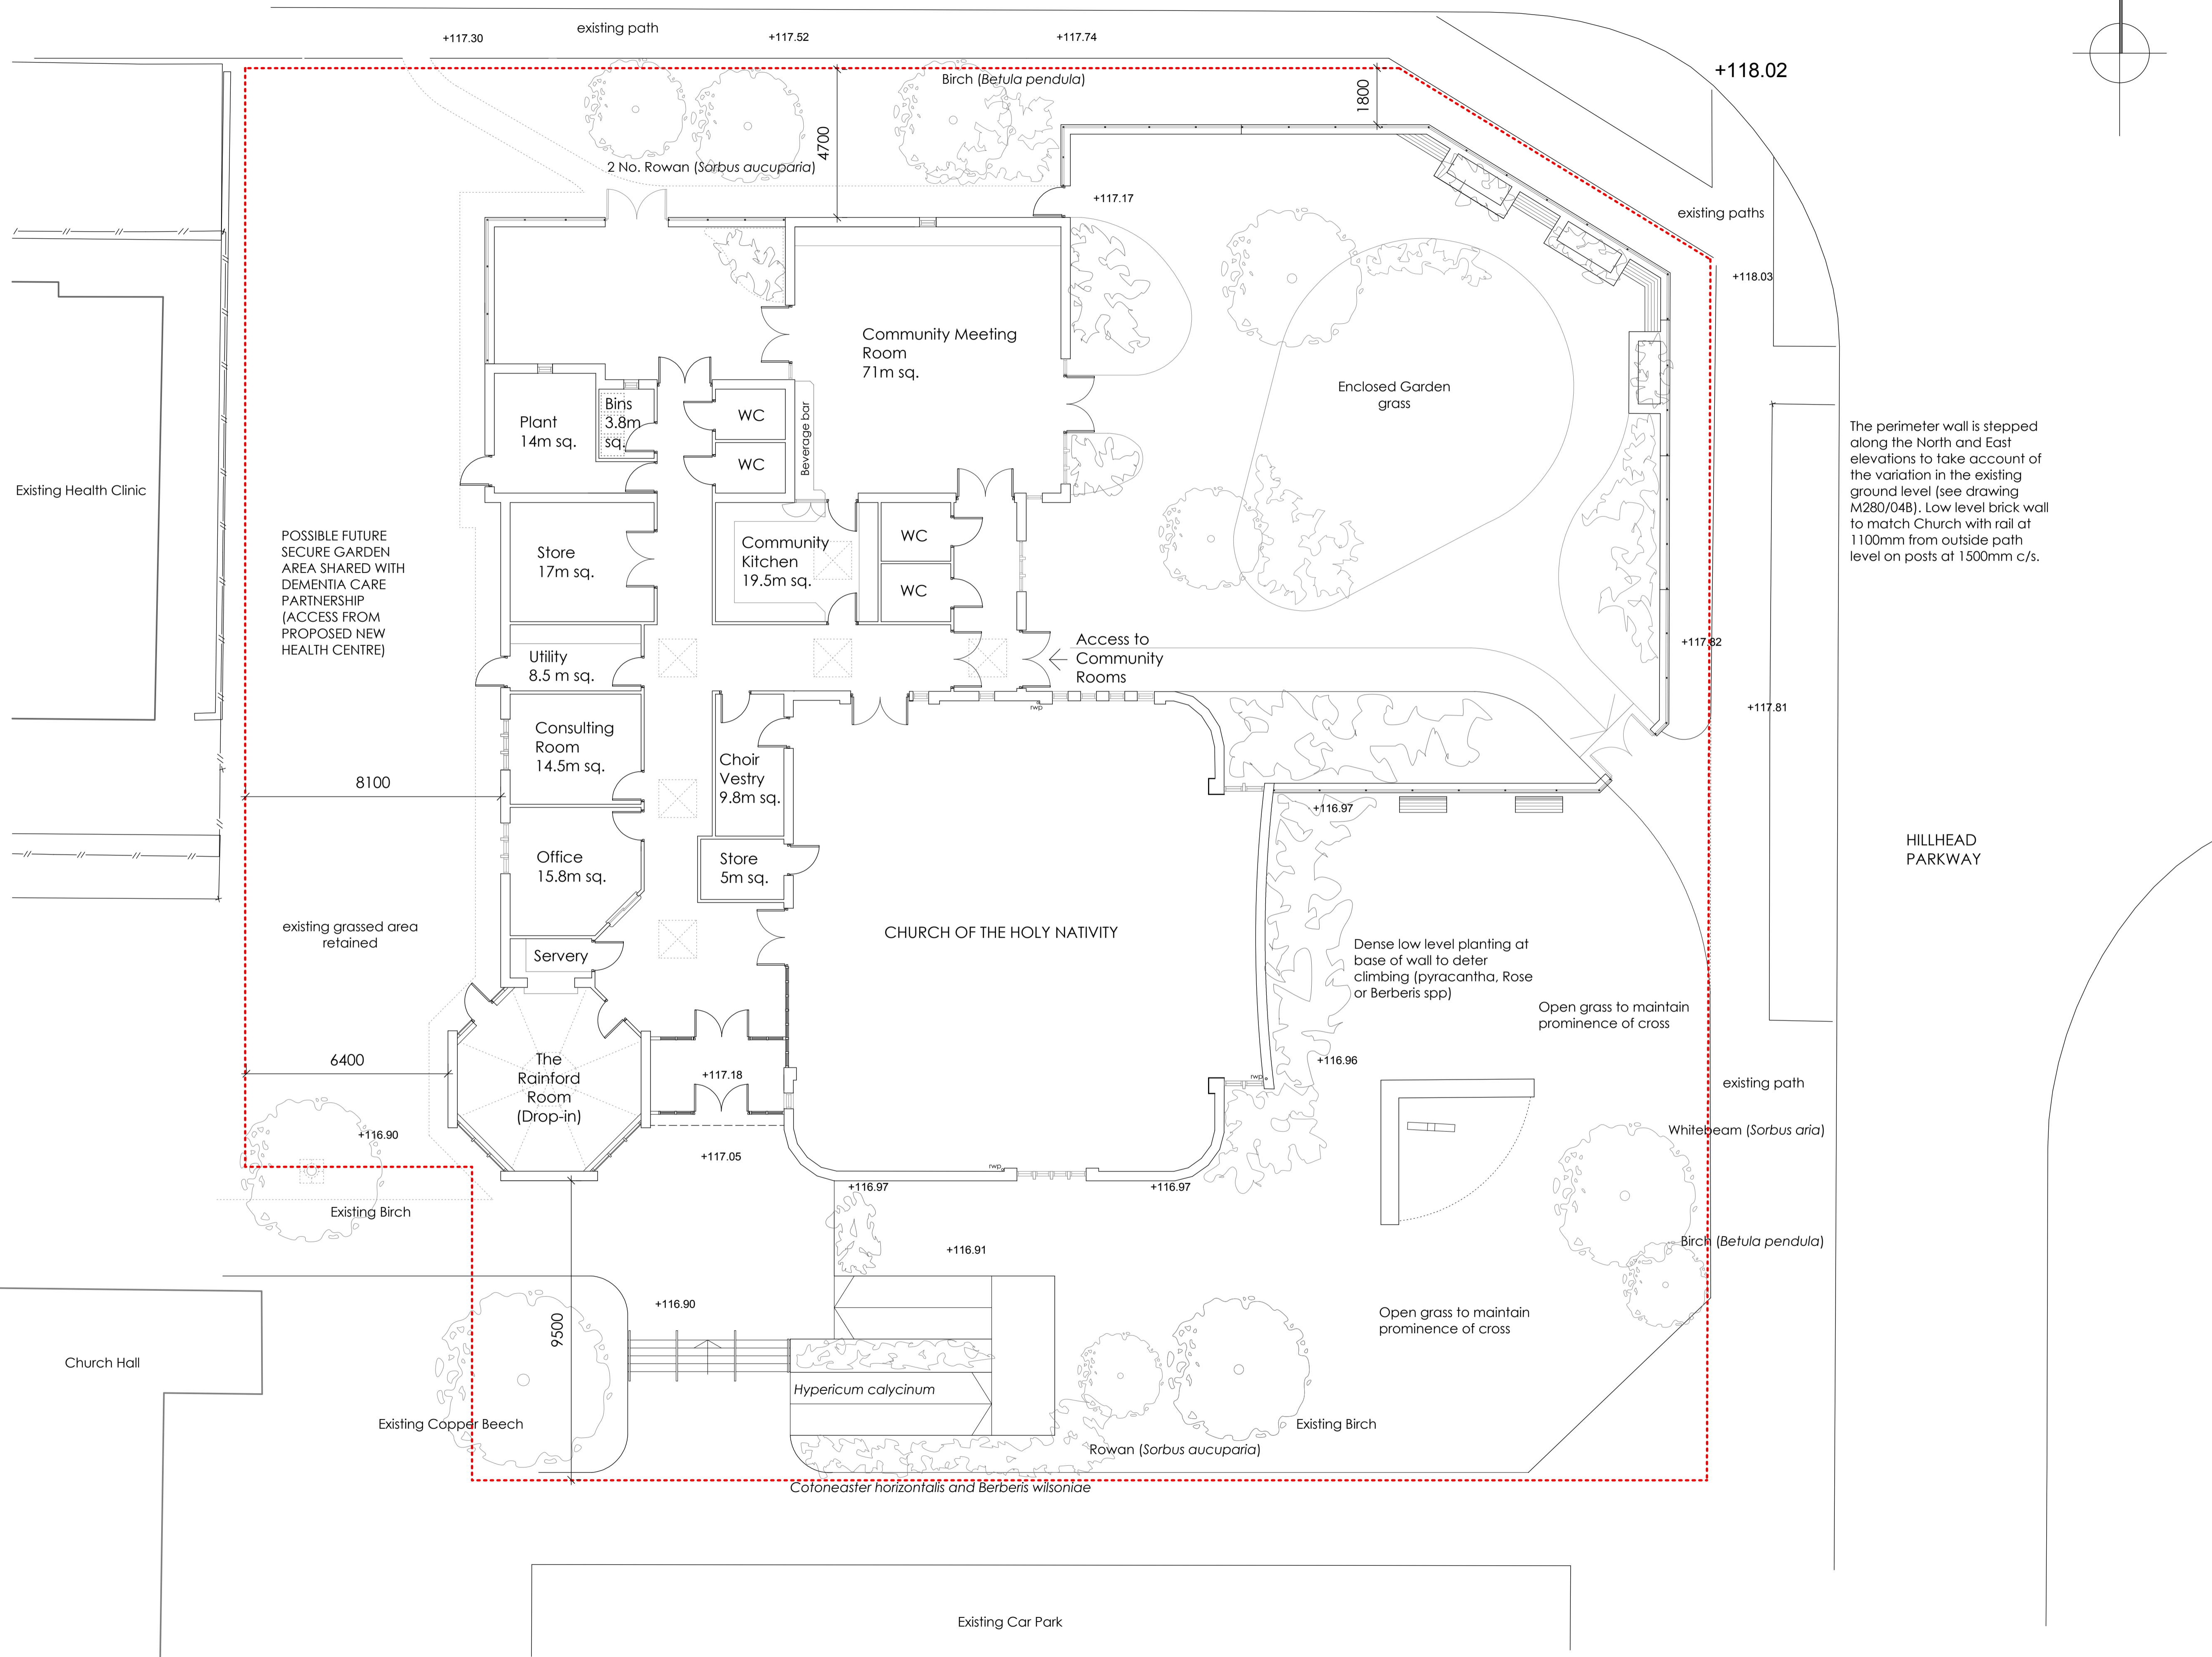 existing path
+117.30
+117.52
+117.74
+118.02
Birch (Betula pendula)
1800
4700
2 No. Rowan (Sorbus aucuparia)
+117.17
existing paths
+118.03
Community Meeting
Room
71m sq.
Enclosed Garden
grass
Plant
14m sq.
Bins
3.8m
sq.
WC
WC
Beverage bar
Existing Health Clinic
The perimeter wall is stepped
along the North and East
elevations to take account of
the variation in the existing
ground level (see drawing
M280/04B). Low level brick wall
to match Church with rail at
1100mm from outside path
level on posts at 1500mm c/s.
POSSIBLE FUTURE
SECURE GARDEN
AREA SHARED WITH
DEMENTIA CARE
PARTNERSHIP
(ACCESS FROM
PROPOSED NEW
HEALTH CENTRE)
Store
17m sq.
Community
Kitchen
19.5m sq.
WC
WC
Utility
8.5 m sq.
Access to
Community
Rooms
+117.82
+117.81
rwp
Consulting
Room
14.5m sq.
Choir
Vestry
9.8m sq.
8100
+116.97
HILLHEAD
PARKWAY
Office
15.8m sq.
Store
5m sq.
existing grassed area
retained
Servery
CHURCH OF THE HOLY NATIVITY
Dense low level planting at
base of wall to deter
climbing (pyracantha, Rose
or Berberis spp)
Open grass to maintain
prominence of cross
6400
The
Rainford
Room
(Drop-in)
+117.18
rwp
+116.96
existing path
+116.90
Whitebeam (Sorbus aria)
+117.05
rwp
+116.97
+116.97
Existing Birch
+116.91
Birch (Betula pendula)
+116.90
9500
Open grass to maintain
prominence of cross
Church Hall
Hypericum calycinum
Existing Copper Beech
Existing Birch
Rowan (Sorbus aucuparia)
Cotoneaster horizontalis and Berberis wilsoniae
Existing Car Park